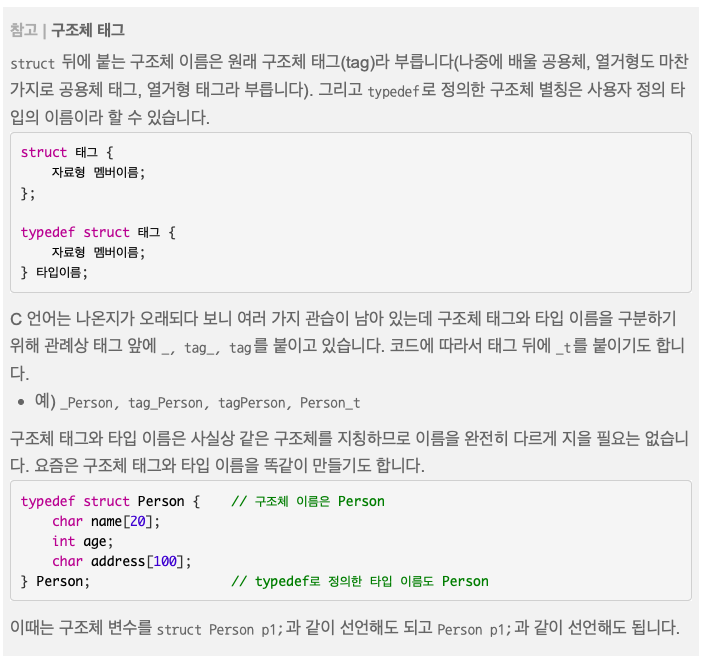 참고 | 구조체 태그
struct 뒤에 붙는 구조체 이름은 원래 구조체 태그(tag)라 부릅니다(나중에 배울 공용체, 열거형도 마찬
가지로 공용체 태그, 열거형 태그라 부릅니다). 그리고 typedef로 정의한 구조체 별칭은 사용자 정의 타
입의 이름이라 할 수 있습니다.
struct 태그 {
    자료형 멤버이름;
};

typedef struct 태그 {
    자료형 멤버이름;
} 타입이름;
C 언어는 나온지가 오래되다 보니 여러 가지 관습이 남아 있는데 구조체 태그와 타입 이름을 구분하기
위해 관례상 태그 앞에 _, tag_, tag를 붙이고 있습니다. 코드에 따라서 태그 뒤에 _t를 붙이기도 합니
다.
• 예) _Person, tag_Person, tagPerson, Person_t
구조체 태그와 타입 이름은 사실상 같은 구조체를 지칭하므로 이름을 완전히 다르게 지을 필요는 없습니
다. 요즘은 구조체 태그와 타입 이름을 똑같이 만들기도 합니다.
typedef struct Person {    // 구조체 이름은 Person
    char name[20];
    int age;
    char address[100];
} Person;                  // typedef로 정의한 타입 이름도 Person
이때는 구조체 변수를 struct Person p1;과 같이 선언해도 되고 Person p1;과 같이 선언해도 됩니다.